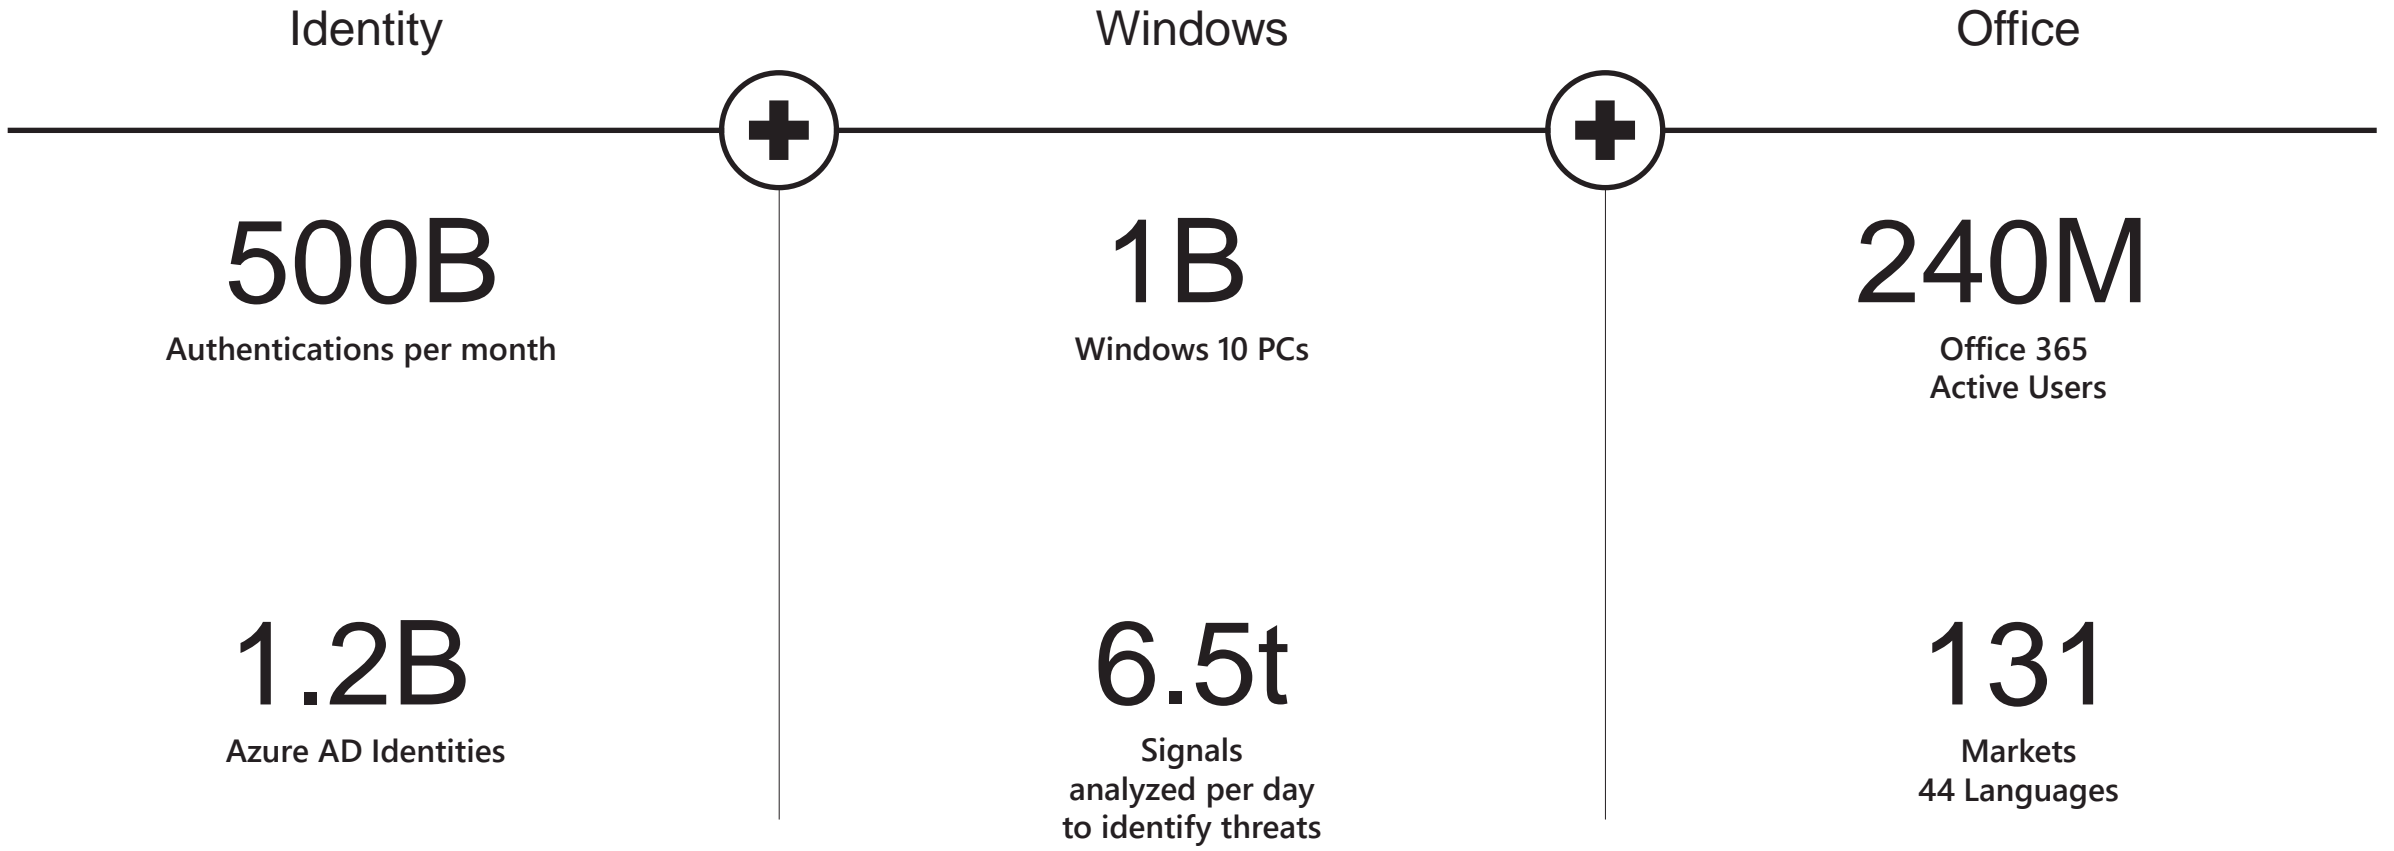 Identity
500B
Authentications per month
1.2B
Azure AD Identities
Windows
1B
Windows 10 PCs
6.5t
Signals
analyzed per day
to identify threats
Office
240M
Office 365
Active Users
131
Markets
44 Languages